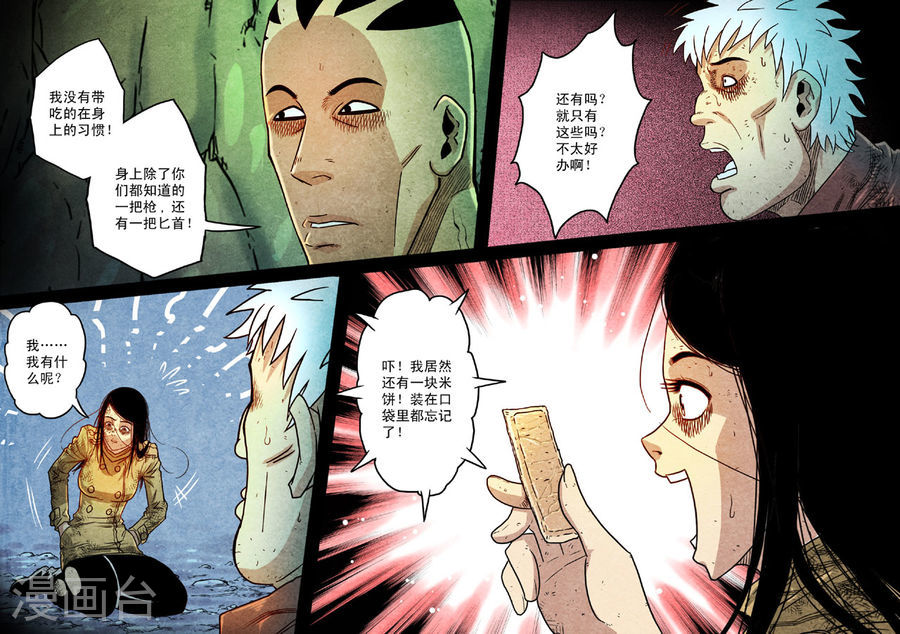 我没有带
吃的在身
上的习惯！
身上除了你
们都知道的
一把枪，还
有一把匕首！
还有吗？
就只有
这些吗？
不太好
办啊！
我……
我有什
么呢？
吓！我居然
还有一块米
饼！装在口
袋里都忘记
了！
漫画台